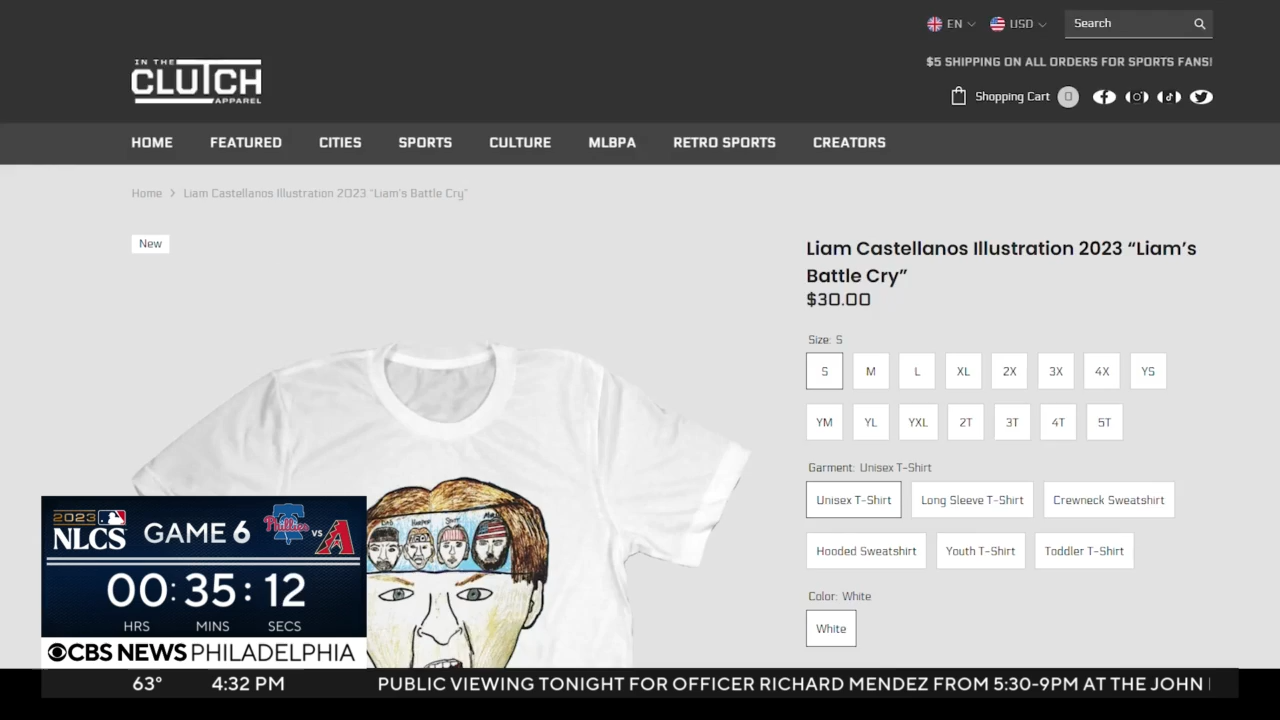 EN
USD
Search
$5 SHIPPING ON ALL ORDERS FOR SPORTS FANS!
IN THE
CLUTCH
APPAREL
Shopping Cart 0
HOME FEATURED CITIES SPORTS CULTURE MLBPA RETRO SPORTS CREATORS
Home > Liam Castellanos Illustration 2023 “Liam’s Battle Cry”
New
Liam Castellanos Illustration 2023 “Liam’s
Battle Cry”
$30.00
Size: S
S M L XL 2X 3X 4X YS
YM YL YXL 2T 3T 4T 5T
Garment: Unisex T-Shirt
Unisex T-Shirt Long Sleeve T-Shirt Crewneck Sweatshirt
Hooded Sweatshirt Youth T-Shirt Toddler T-Shirt
Color: White
White
2023
NLCS
GAME 6
Phillies
VS
00: 35: 12
HRS MINS SECS
CBS NEWS PHILADELPHIA
63° 4:32 PM PUBLIC VIEWING TONIGHT FOR OFFICER RICHARD MENDEZ FROM 5:30-9PM AT THE JOHN